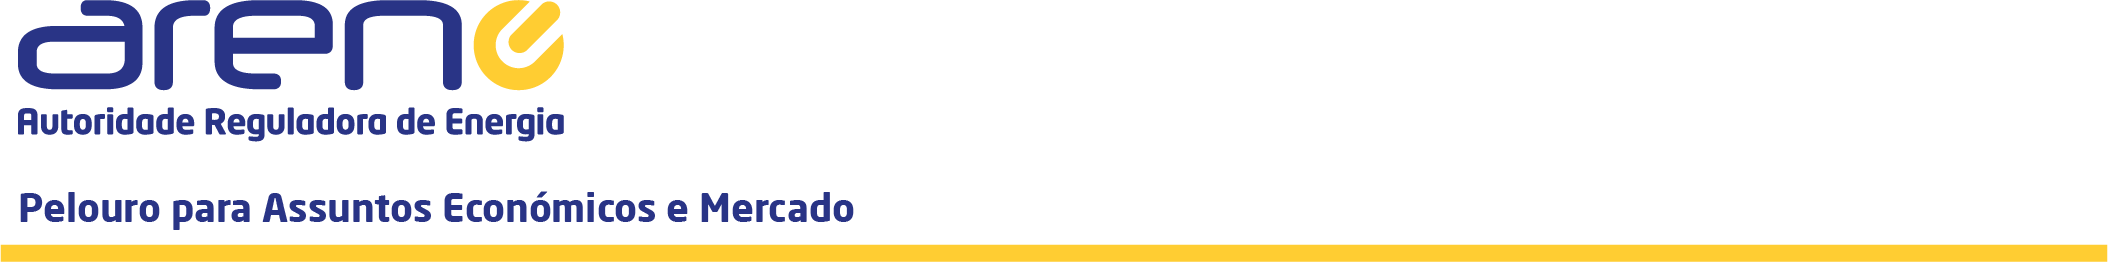 arene
Autoridade Reguladora de Energia
Pelouro para Assuntos Económicos e Mercado